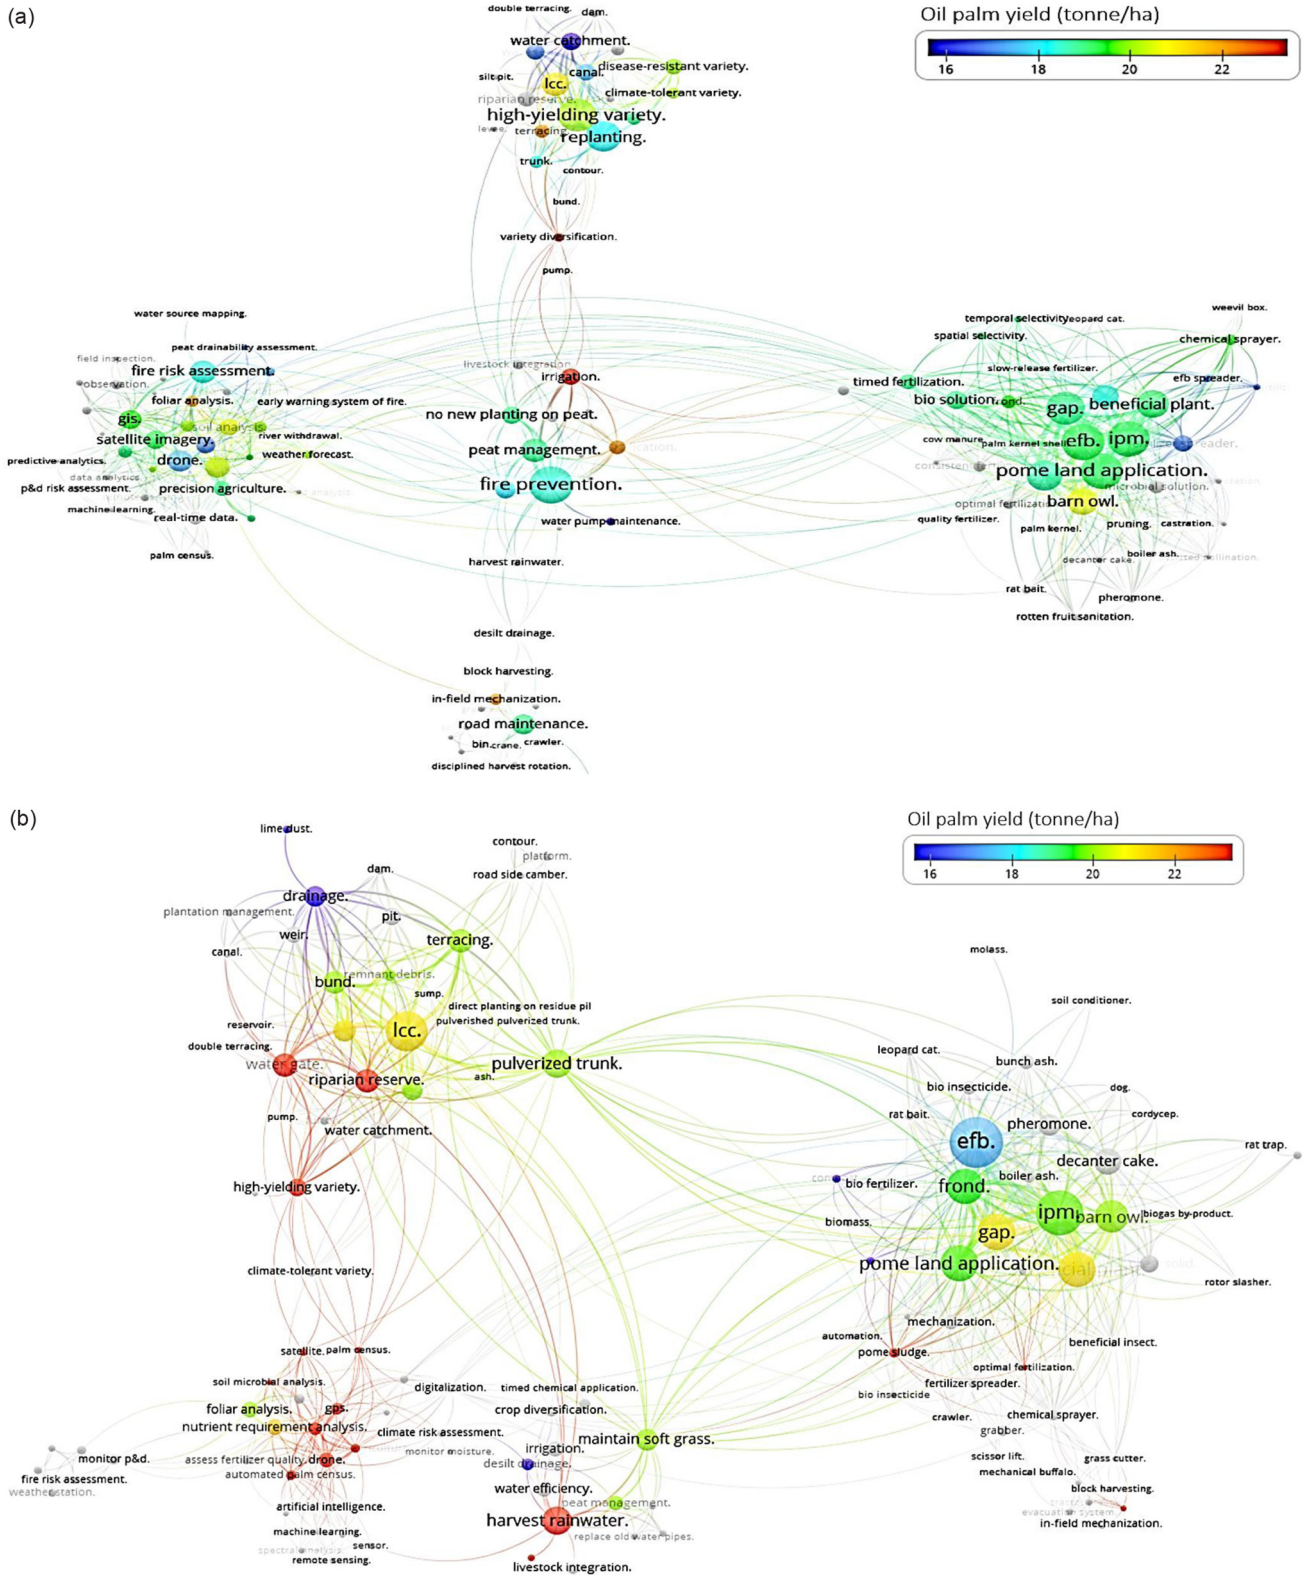 (a)
Oil palm yield (tonne/ha)
16 18 20 22
double terracing.
dam.
water catchment.
canal.
disease-resistant variety.
silt pit.
lcc.
climate-tolerant variety.
riparian reserve.
high-yielding variety.
levee.
terracing.
replanting.
trunk.
contour.
bund.
variety diversification.
pump.
water source mapping.
peat drainability assessment.
field inspection.
fire risk assessment.
observation.
foliar analysis.
early warning system of fire.
gis.
soil analysis.
satellite imagery.
river withdrawal.
weather forecast.
predictive-analytics.
drone.
data analytics
p&d risk assessment.
precision agriculture.
machine learning.
real-time data.
palm census.
livestock integration.
irrigation.
no new planting on peat.
peat management.
fire prevention.
water pump maintenance.
harvest rainwater.
desilt drainage.
block harvesting.
in-field mechanization.
road maintenance.
bin.
crane.
crawler.
disciplined harvest rotation.
weevil box.
temporal selectivity.
leopard cat.
spatial selectivity.
chemical sprayer.
slow-release fertilizer.
timed fertilization.
efb spreader.
bio solution.
frond.
gap.
beneficial plant.
cow manure.
palm kernel shell.
efb.
ipm.
pome land application.
microbial solution.
optimal fertilization.
barn owl.
quality fertilizer.
palm kernel.
pruning.
castration.
decanter cake.
boiler ash.
rat bait.
pheromone.
rotten fruit sanitation.
(b)
Oil palm yield (tonne/ha)
16 18 20 22
lime dust.
contour.
platform.
dam.
road side camber.
drainage.
plantation management.
pit.
weir.
terracing.
canal.
bund.
remnant debris.
sump.
direct planting on residue pil
reservoir.
lcc.
pulverished pulverized trunk.
double terracing.
water gate.
riparian reserve.
ash.
pulverized trunk.
pump.
water catchment.
high-yielding variety.
climate-tolerant variety.
satellite.
palm census.
soil microbial analysis.
digitalization.
timed chemical application.
foliar analysis.
gps.
crop diversification.
nutrient requirement analysis.
climate risk assessment.
maintain soft grass.
monitor p&d.
assess fertilizer quality.
drone.
monitor moisture.
irrigation.
desilt drainage.
fire risk assessment.
automated palm census.
weather station.
water efficiency.
artificial intelligence.
peat management.
harvest rainwater.
machine learning.
replace old water pipes.
sensor.
spectral analysis.
remote sensing.
livestock integration.
molass.
soil conditioner.
leopard cat.
bunch ash.
bio insecticide.
dog.
rat bait.
pheromone.
cordycep.
efb.
rat trap.
decanter cake.
boiler ash.
bio fertilizer.
frond.
biomass.
ipm.
barn owl.
biogas by-product.
gap.
pome land application.
solid.
rotor slasher.
mechanization.
automation.
beneficial insect.
pome sludge.
optimal fertilization.
fertilizer spreader.
bio insecticide
crawler.
chemical sprayer.
grabber.
scissor lift.
grass cutter.
mechanical buffalo.
block harvesting.
evacuation system.
in-field mechanization.